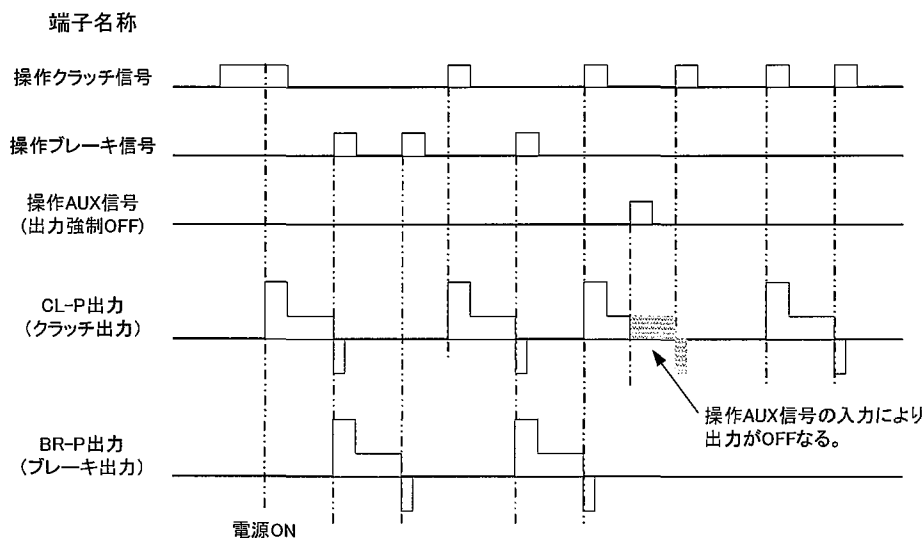 端子名称
操作クラッチ信号
操作ブレーキ信号
操作AUX信号
(出力強制OFF)
CL-P出力
(クラッチ出力)
操作AUX信号の入力により
出力がOFFなる。
BR-P出力
(ブレーキ出力)
電源ON